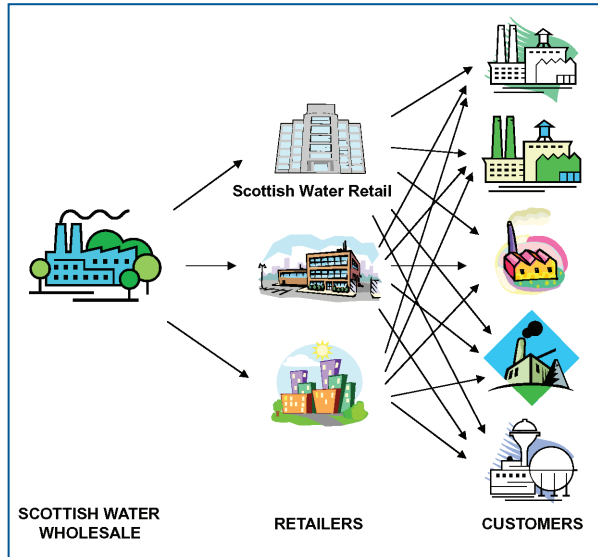 Scottish Water Retail
SCOTTISH WATER
WHOLESALE
RETAILERS
CUSTOMERS